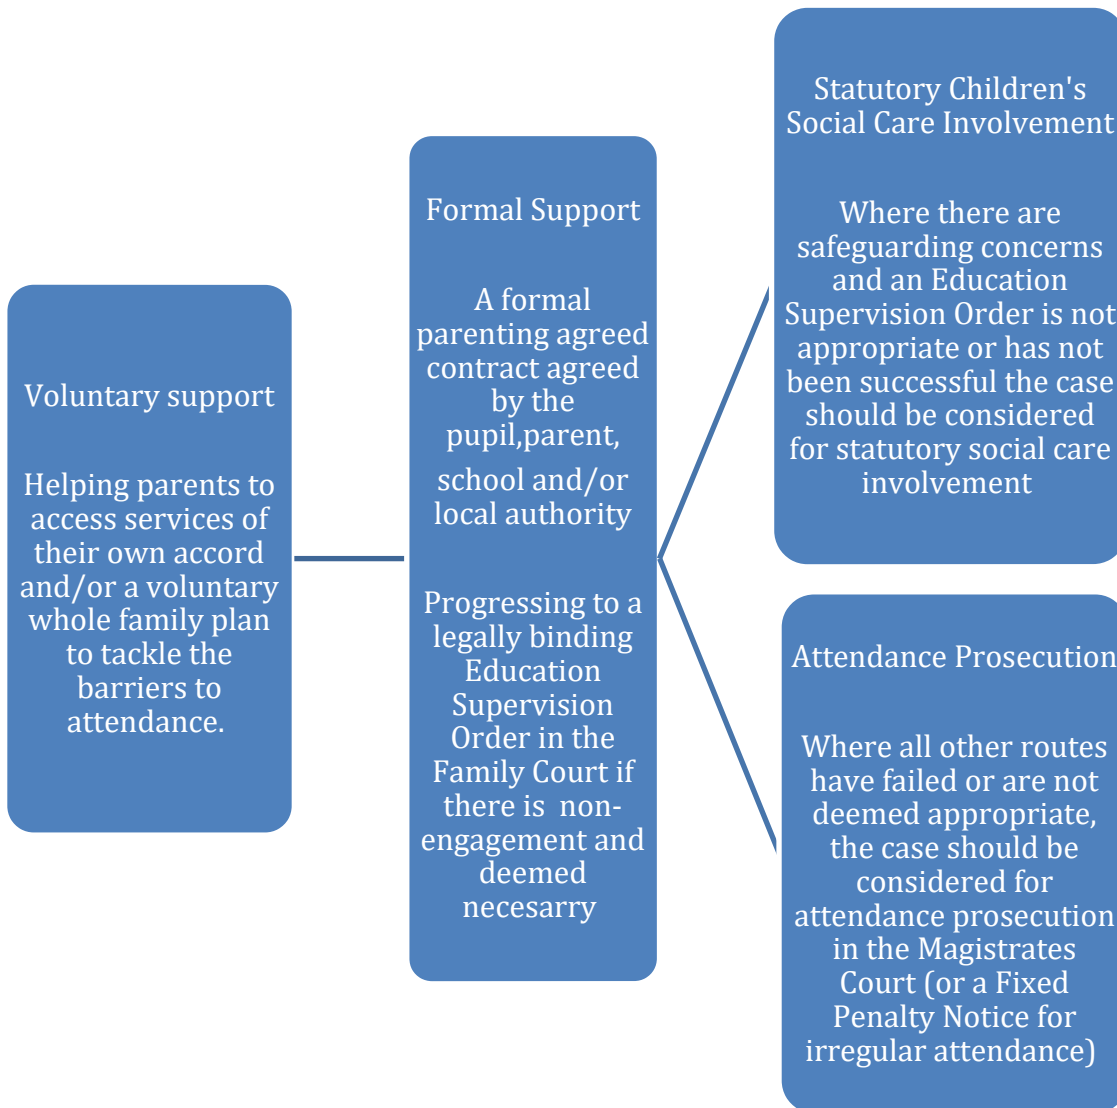 Voluntary support
Helping parents to
access services of
their own accord
and/or a voluntary
whole family plan
to tackle the
barriers to
attendance.
Formal Support
A formal
parenting agreed
contract agreed
by the
pupil,parent,
school and/or
local authority
Progressing to a
legally binding
Education
Supervision
Order in the
Family Court if
there is  non-
engagement and
deemed
necesarry
Statutory Children's
Social Care Involvement
Where there are
safeguarding concerns
and an Education
Supervision Order is not
appropriate or has not
been successful the case
should be considered
for statutory social care
involvement
Attendance Prosecution
Where all other routes
have failed or are not
deemed appropriate,
the case should be
considered for
attendance prosecution
in the Magistrates
Court (or a Fixed
Penalty Notice for
irregular attendance)